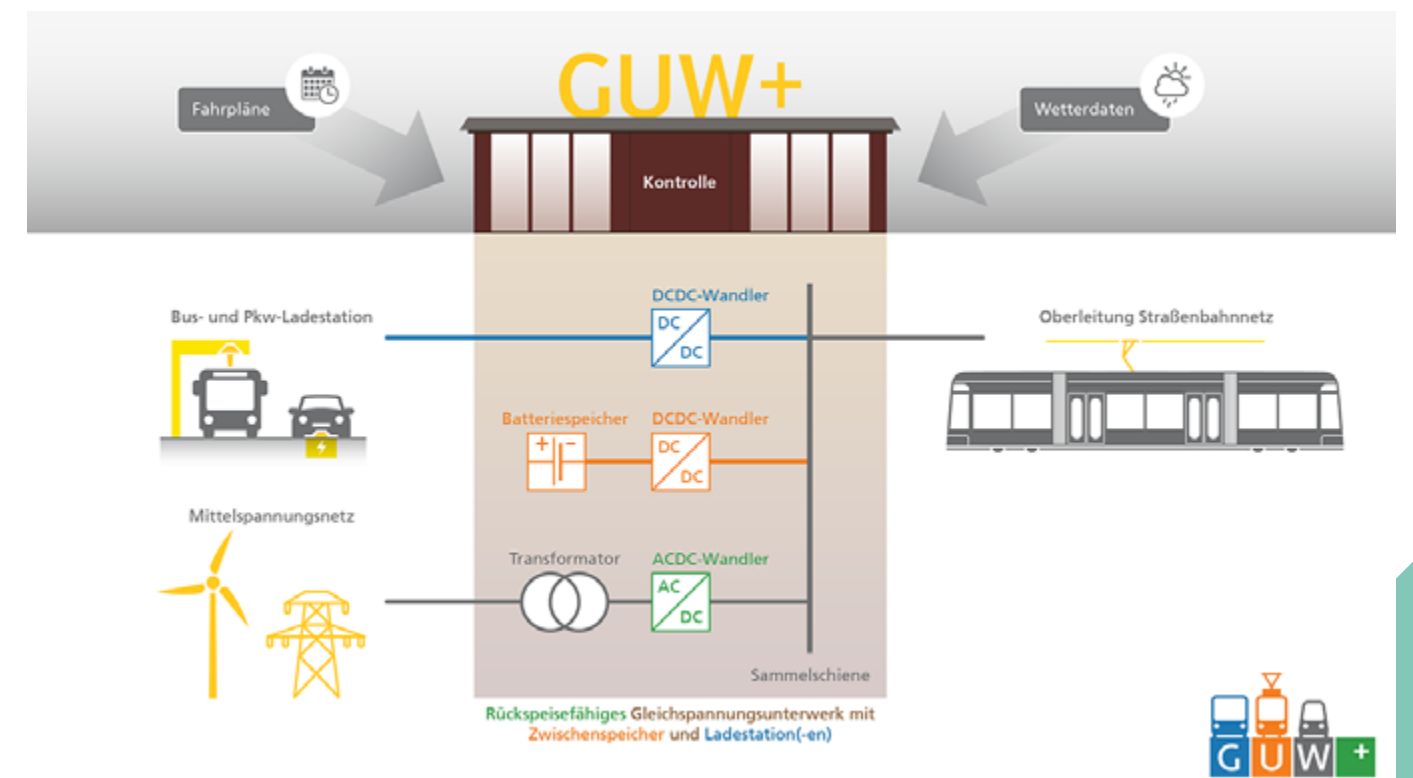 GUW+
Fahrpläne
Wetterdaten
Kontrolle
DCDC-Wandler
Bus- und Pkw-Ladestation
DC
DC
Oberleitung Straßenbahnnetz
Batteriespeicher
DCDC-Wandler
+ −
DC
DC
Mittelspannungsnetz
Transformator
ACDC-Wandler
AC
DC
Sammelschiene
Rückspeisefähiges Gleichspannungsunterwerk mit
Zwischenspeicher und Ladestation(-en)
GUW+